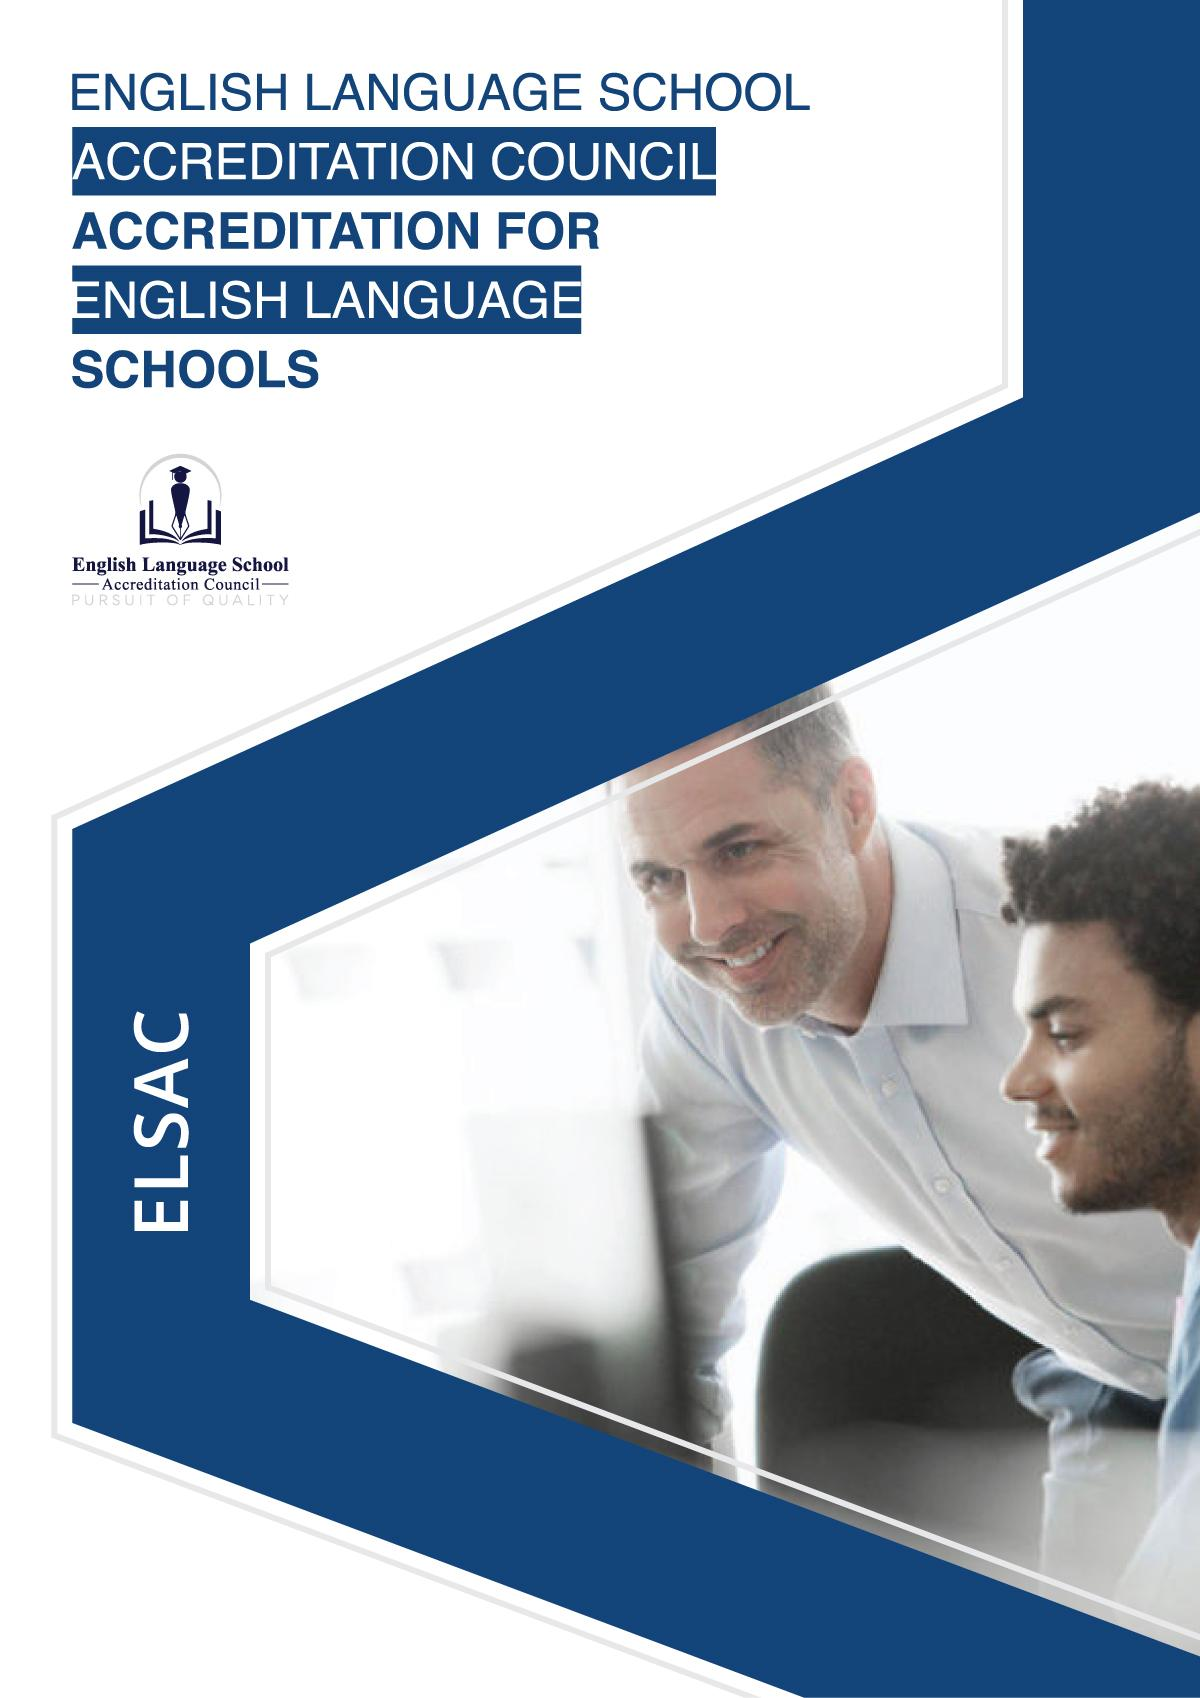 ENGLISH LANGUAGE SCHOOL
ACCREDITATION COUNCIL
ACCREDITATION FOR
ENGLISH LANGUAGE
SCHOOLS
English Language School
Accreditation Council
PURSUIT OF QUALITY
ELSAC